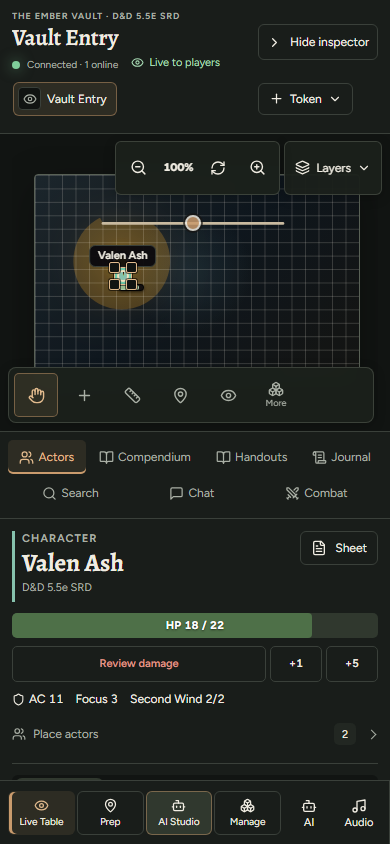 THE EMBER VAULT · D&D 5.5E SRD
Vault Entry
Connected · 1 online
Live to players
Hide inspector
Vault Entry
Token
100%
Layers
Valen Ash
More
Actors
Compendium
Handouts
Journal
Search
Chat
Combat
CHARACTER
Valen Ash
D&D 5.5e SRD
Sheet
HP 18 / 22
Review damage
+1
+5
AC 11 Focus 3 Second Wind 2/2
Place actors
2
Live Table
Prep
AI Studio
Manage
AI
Audio